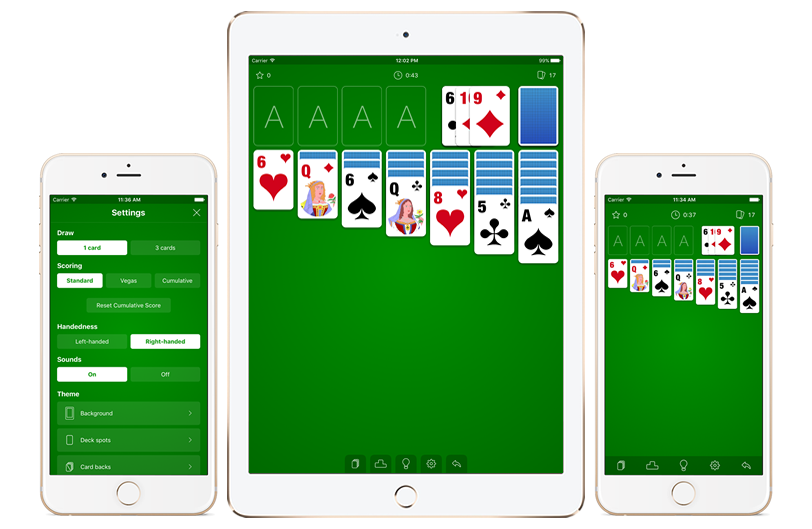 Carrier 11:36 AM
Settings
Draw
1 card 3 cards
Scoring
Standard Vegas Cumulative
Reset Cumulative Score
Handedness
Left-handed Right-handed
Sounds
On Off
Theme
Background
Deck spots
Card backs
Carrier 12:02 PM 99%
0 0:43 17
A A A A 6 10 9
6 Q 6 Q 8 5 A
Carrier 11:34 AM
0 0:37 17
A A A A 6 10 9
6 Q 6 Q 8 5 A